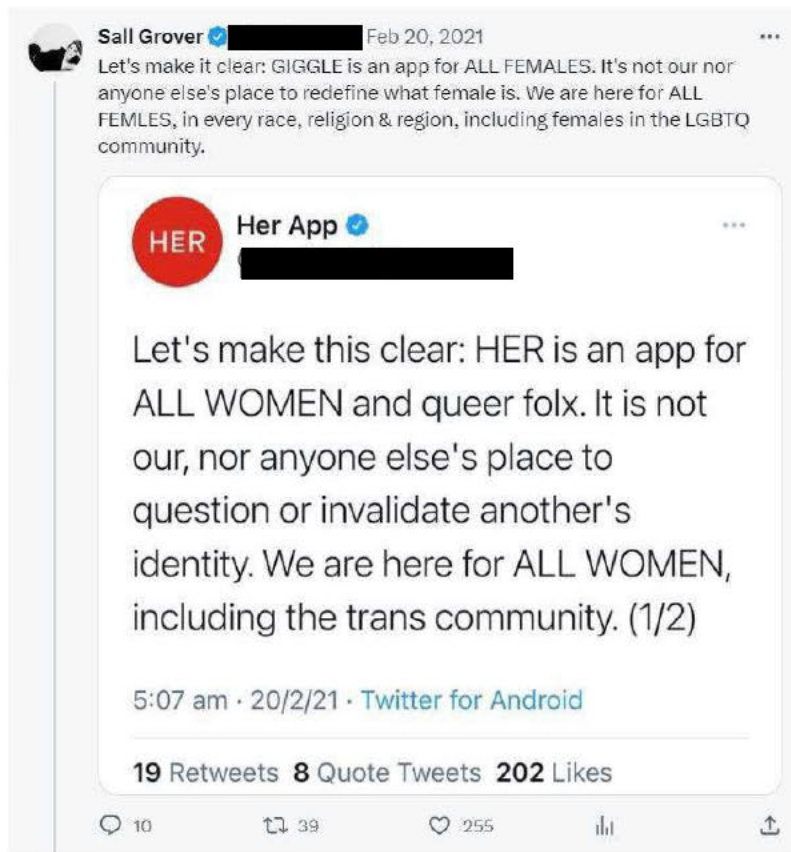 Sall Grover Feb 20, 2021
Let's make it clear: GIGGLE is an app for ALL FEMALES. It's not our nor
anyone else's place to redefine what female is. We are here for ALL
FEMLES, in every race, religion & region, including females in the LGBTQ
community.
HER
Her App
Let's make this clear: HER is an app for
ALL WOMEN and queer folx. It is not
our, nor anyone else's place to
question or invalidate another's
identity. We are here for ALL WOMEN,
including the trans community. (1/2)
5:07 am · 20/2/21 · Twitter for Android
19 Retweets 8 Quote Tweets 202 Likes
10 39 255